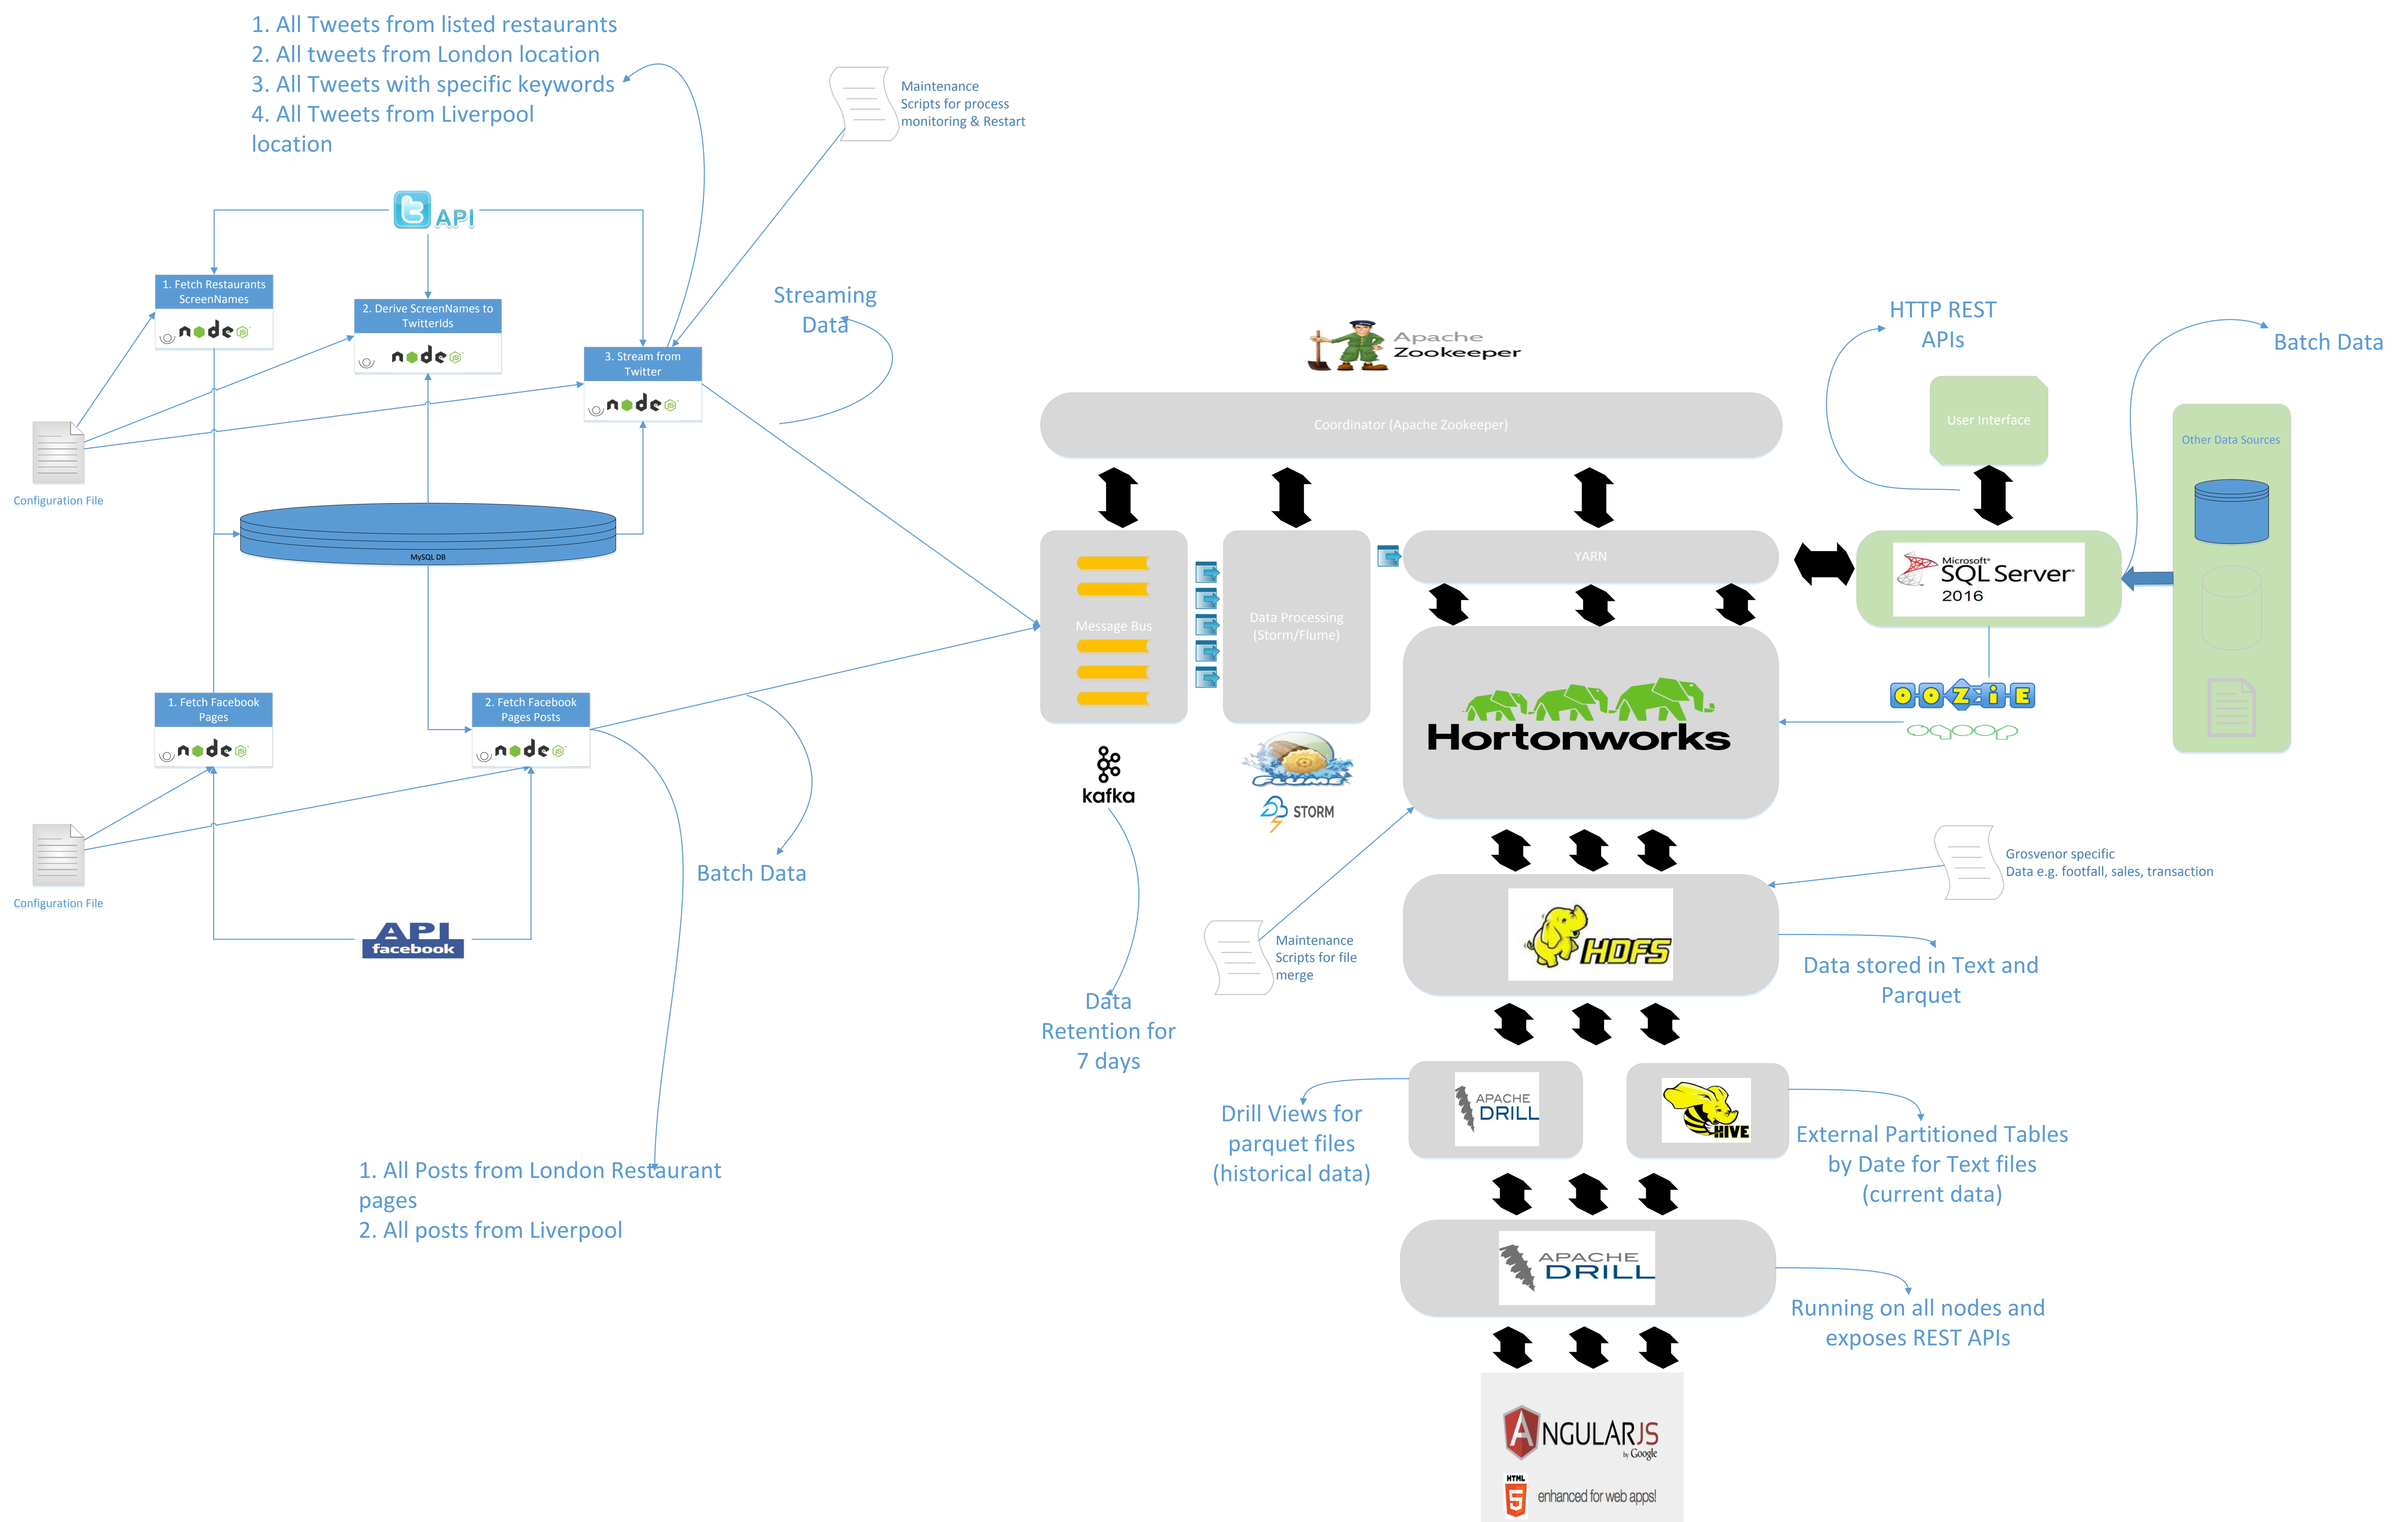 1. All Tweets from listed restaurants
2. All tweets from London location
3. All Tweets with specific keywords
4. All Tweets from Liverpool
location
Maintenance
Scripts for process
monitoring & Restart
API
1. Fetch Restaurants
ScreenNames
node JS
2. Derive ScreenNames to
TwitterIds
node JS
3. Stream from
Twitter
node JS
Streaming
Data
Configuration File
MySQL DB
1. Fetch Facebook
Pages
node JS
2. Fetch Facebook
Pages Posts
node JS
Configuration File
API
facebook
Batch Data
1. All Posts from London Restaurant
pages
2. All posts from Liverpool
Apache
Zookeeper
Coordinator (Apache Zookeeper)
Message Bus
Data Processing
(Storm/Flume)
YARN
kafka
FLUME
STORM
Data
Retention for
7 days
Hortonworks
Maintenance
Scripts for file
merge
HTTP REST
APIs
User Interface
Batch Data
Other Data Sources
Microsoft®
SQL Server®
2016
OOZIE
sqoop
Grosvenor specific
Data e.g. footfall, sales, transaction
HDFS
Data stored in Text and
Parquet
APACHE
DRILL
HIVE
Drill Views for
parquet files
(historical data)
External Partitioned Tables
by Date for Text files
(current data)
APACHE
DRILL
Running on all nodes and
exposes REST APIs
ANGULARJS
by Google
HTML
5
enhanced for web apps!